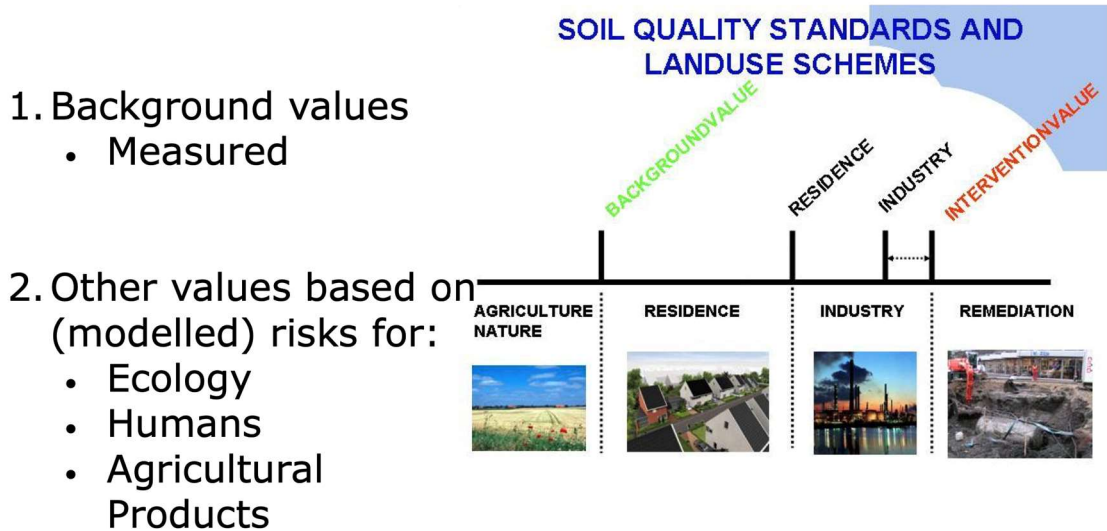 SOIL QUALITY STANDARDS AND
LANDUSE SCHEMES
1. Background values
• Measured
2. Other values based on
(modelled) risks for:
• Ecology
• Humans
• Agricultural
Products
BACKGROUNDVALUE
RESIDENCE
INDUSTRY
INTERVENTIONVALUE
AGRICULTURE
NATURE
RESIDENCE
INDUSTRY
REMEDIATION